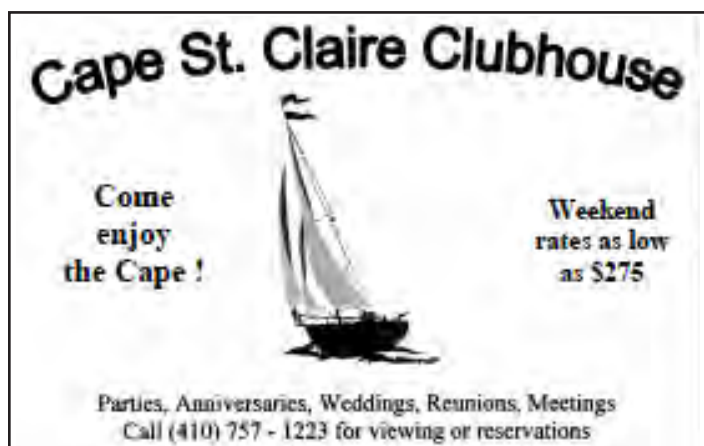 Cape St. Claire Clubhouse
Come
enjoy
the Cape !
Weekend
rates as low
as $275
Parties, Anniversaries, Weddings, Reunions, Meetings
Call (410) 757 - 1223 for viewing or reservations